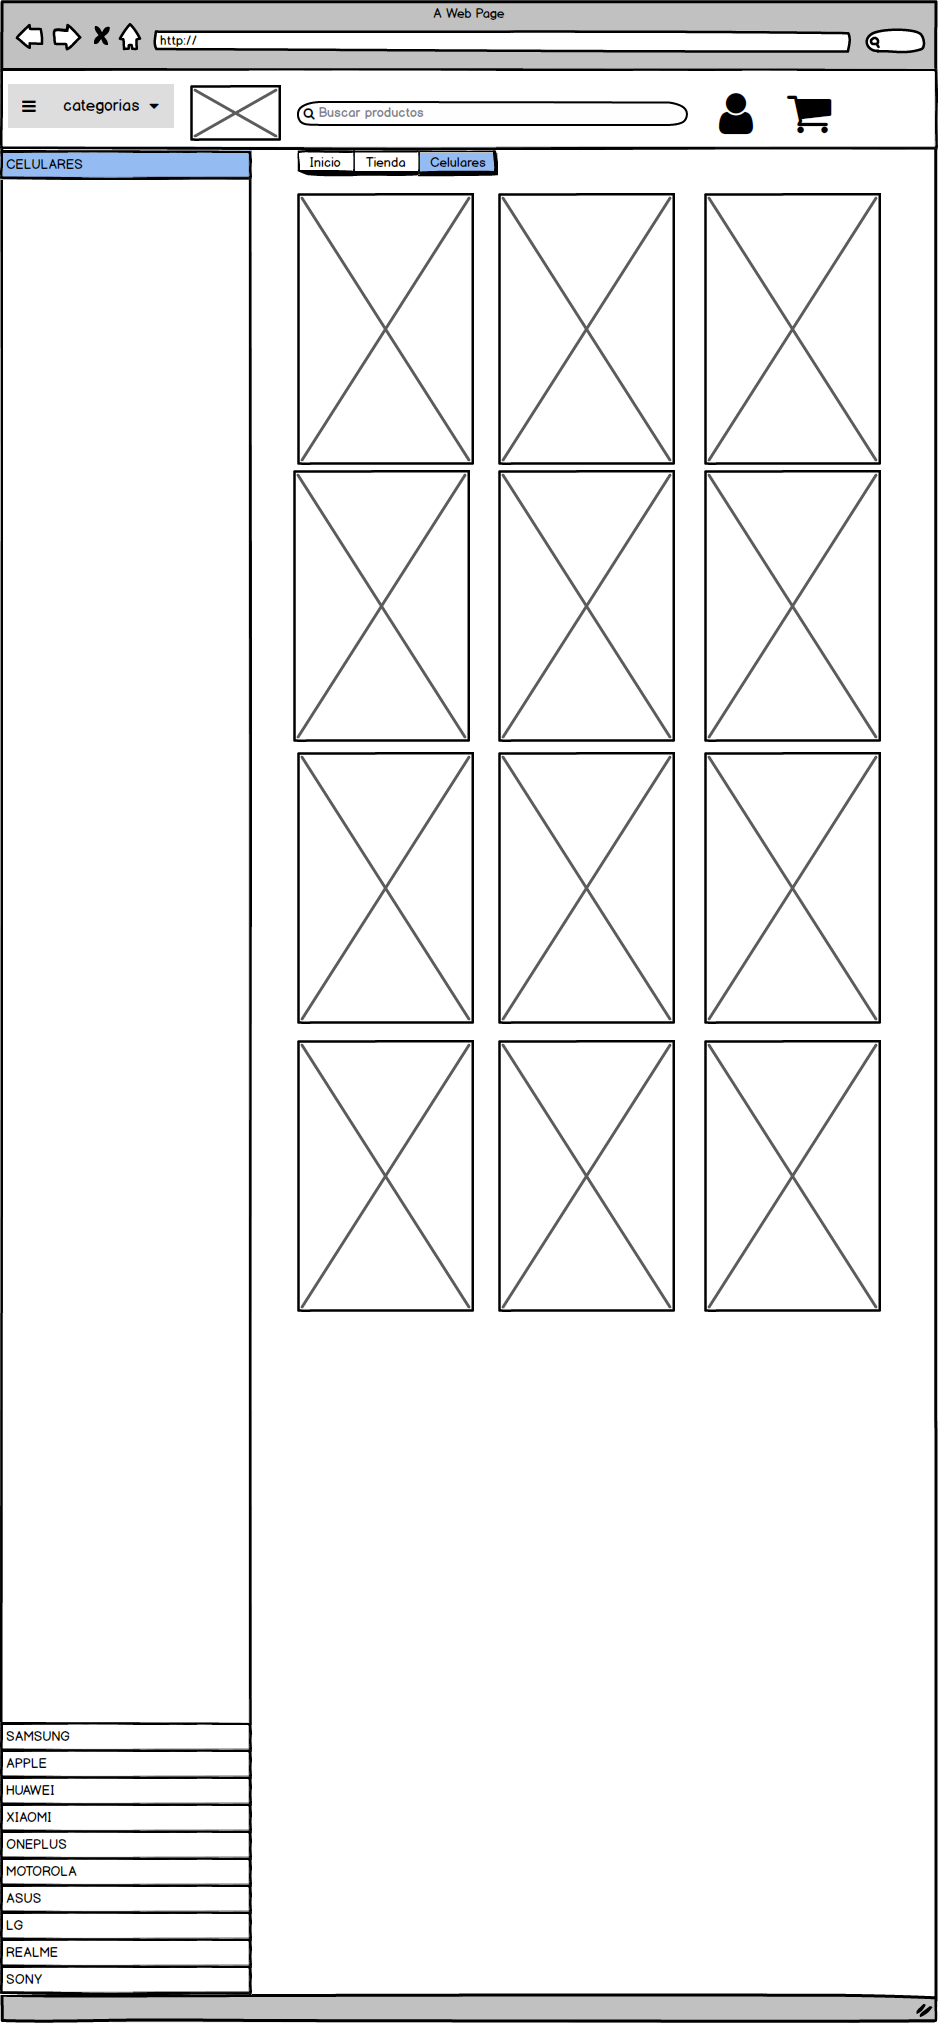 A Web Page
http://
categorias
Buscar productos
CELULARES
Inicio Tienda Celulares
SAMSUNG
APPLE
HUAWEI
XIAOMI
ONEPLUS
MOTOROLA
ASUS
LG
REALME
SONY